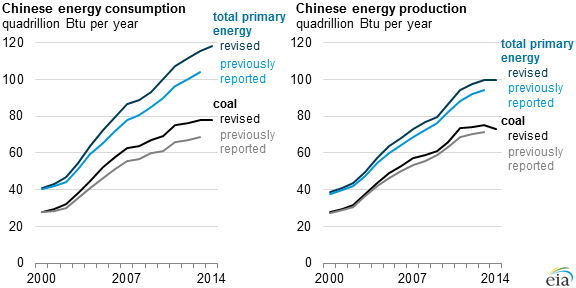 Chinese energy consumption
quadrillion Btu per year
120
100
80
60
40
20
0
2000
2007
2014
total primary
energy
revised
previously
reported
coal
revised
previously
reported
Chinese energy production
quadrillion Btu per year
120
100
80
60
40
20
0
2000
2007
2014
total primary
energy
revised
previously
reported
coal
revised
previously
reported
eia